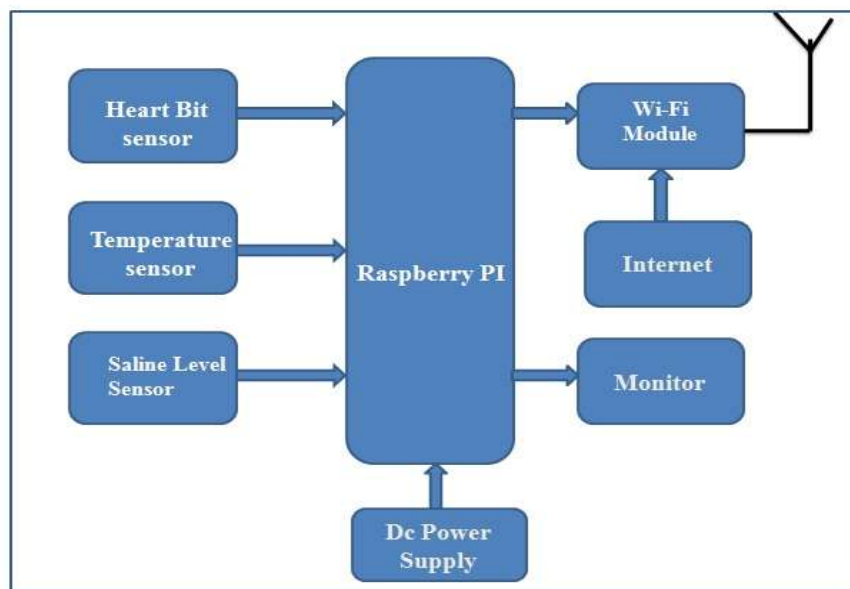 Heart Bit
sensor
Temperature
sensor
Saline Level
Sensor
Raspberry PI
Wi-Fi
Module
Internet
Monitor
Dc Power
Supply